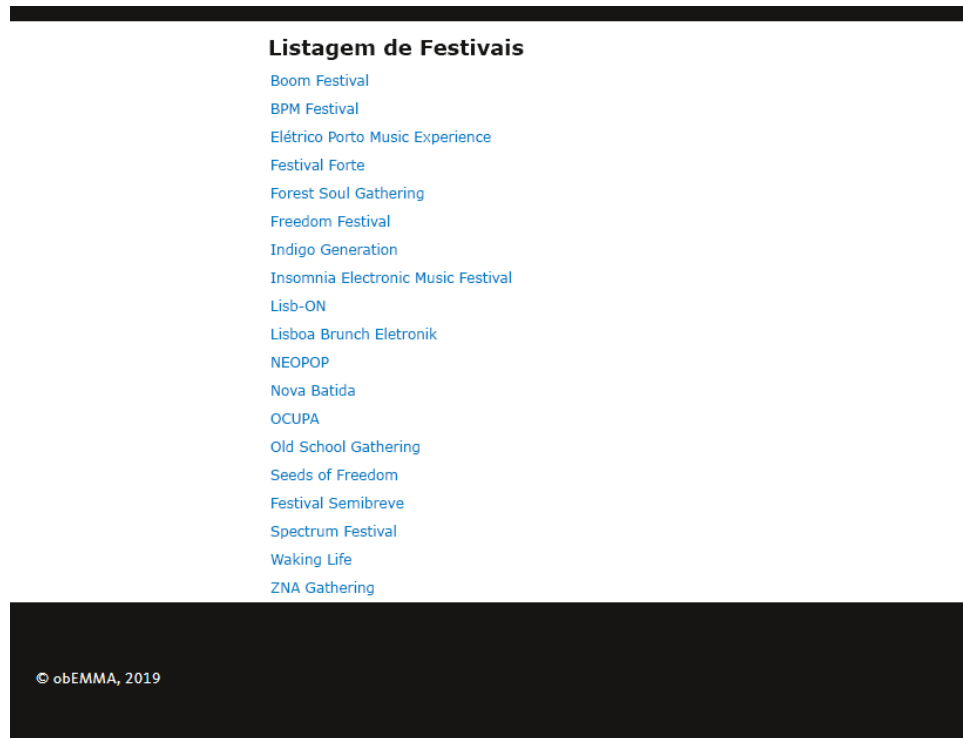 Listagem de Festivais
Boom Festival
BPM Festival
Elétrico Porto Music Experience
Festival Forte
Forest Soul Gathering
Freedom Festival
Indigo Generation
Insomnia Electronic Music Festival
Lisb-ON
Lisboa Brunch Eletronik
NEOPOP
Nova Batida
OCUPA
Old School Gathering
Seeds of Freedom
Festival Semibreve
Spectrum Festival
Waking Life
ZNA Gathering
© obEMMA, 2019